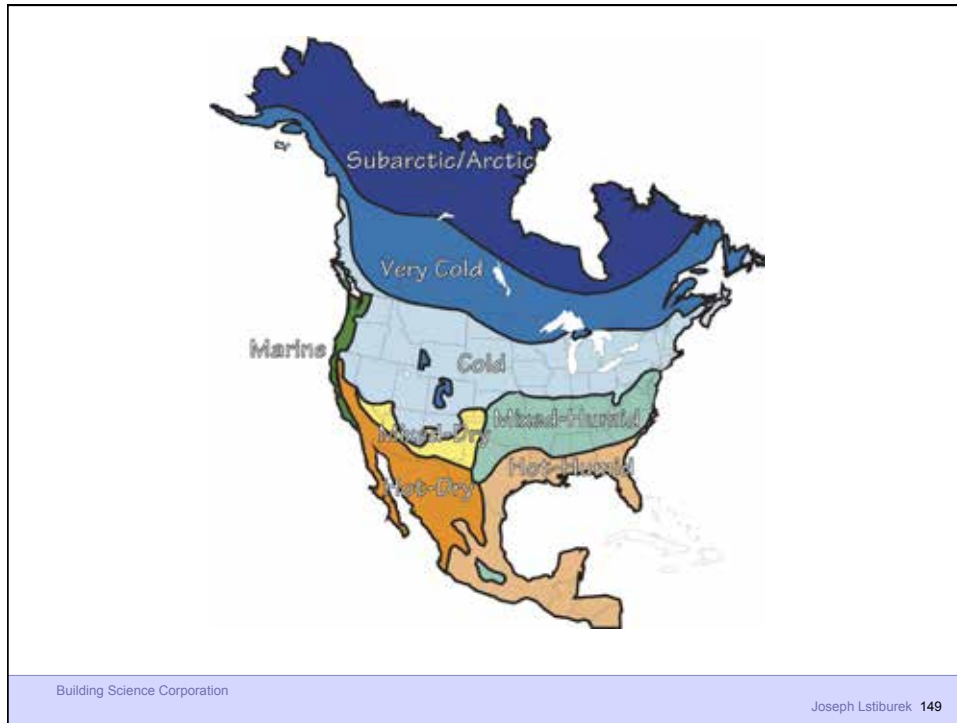 Subarctic/Arctic
Very Cold
Marine
Cold
Mixed-Humid
Mixed-Dry
Hot-Humid
Hot-Dry
Building Science Corporation
Joseph Lstiburek 149